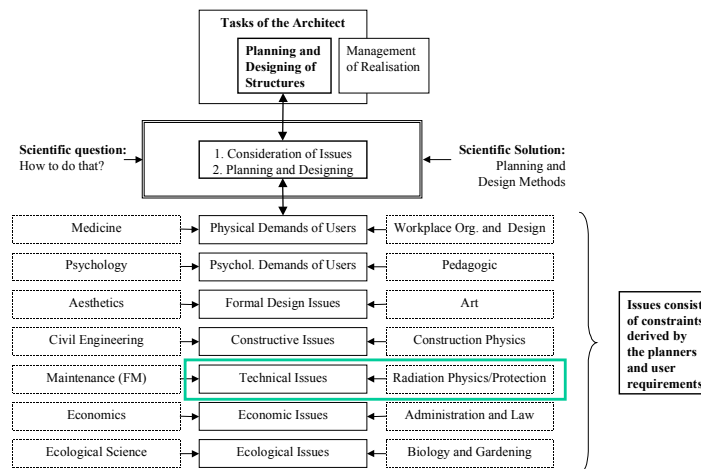 Tasks of the Architect
Planning and
Designing of
Structures
Management
of Realisation
Scientific question:
How to do that?
1. Consideration of Issues
2. Planning and Designing
Scientific Solution:
Planning and
Design Methods
Medicine
Physical Demands of Users
Workplace Org. and Design
Psychology
Psychol. Demands of Users
Pedagogic
Aesthetics
Formal Design Issues
Art
Civil Engineering
Constructive Issues
Construction Physics
Maintenance (FM)
Technical Issues
Radiation Physics/Protection
Economics
Economic Issues
Administration and Law
Ecological Science
Ecological Issues
Biology and Gardening
Issues consist
of constraints
derived by
the planners
and user
requirements